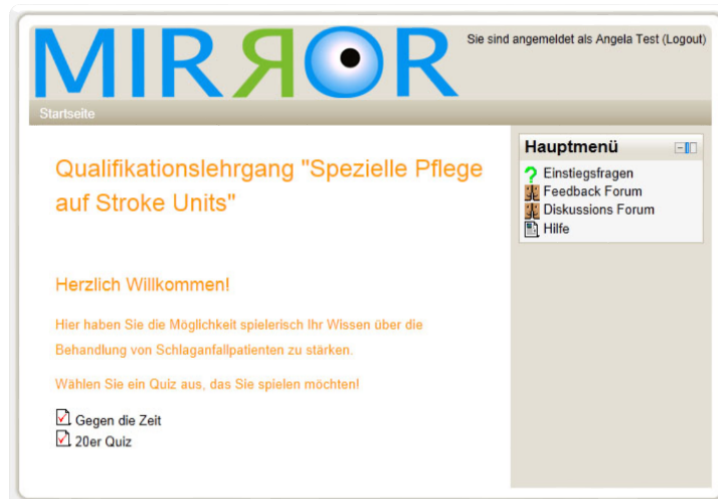 MIRROR
Sie sind angemeldet als Angela Test (Logout)
Startseite
Qualifikationslehrgang "Spezielle Pflege
auf Stroke Units"
Herzlich Willkommen!
Hier haben Sie die Möglichkeit spielerisch Ihr Wissen über die
Behandlung von Schlaganfallpatienten zu stärken.
Wählen Sie ein Quiz aus, das Sie spielen möchten!
Gegen die Zeit
20er Quiz
Hauptmenü
Einstiegsfragen
Feedback Forum
Diskussions Forum
Hilfe